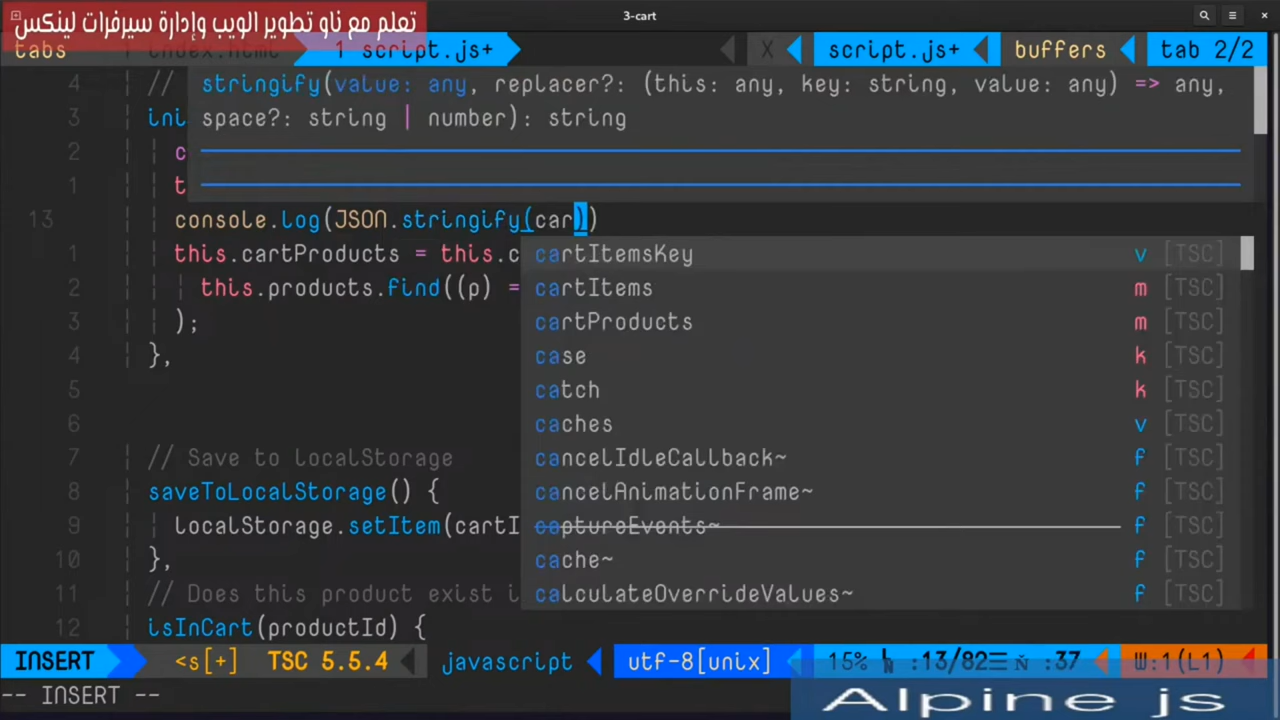 3-cart
تعلم مع ناو تطوير الويب وإدارة سيرفرات لينكس
tabs index.html 1 script.js+ X script.js+ buffers tab 2/2
4 //
stringify(value: any, replacer?: (this: any, key: string, value: any) => any,
3 ini
space?: string | number): string
2 c
1 t
13 console.log(JSON.stringify(car))
1 this.cartProducts = this.c
cartItemsKey v [TSC]
2 this.products.find((p) =
cartItems m [TSC]
3 );
cartProducts m [TSC]
4 },
case k [TSC]
5
catch k [TSC]
6
caches v [TSC]
7 // Save to LocalStorage
cancelIdleCallback~ f [TSC]
8 saveToLocalStorage() {
cancelAnimationFrame~ f [TSC]
9 LocalStorage.setItem(cartI
captureEvents~ f [TSC]
10 },
cache~ f [TSC]
11 // Does this product exist i
calculateOverrideValues~ f [TSC]
12 isInCart(productId) {
INSERT <s[+] TSC 5.5.4 javascript utf-8[unix] 15% :13/82☰ :37 W:1(L1)
-- INSERT --
Alpine js